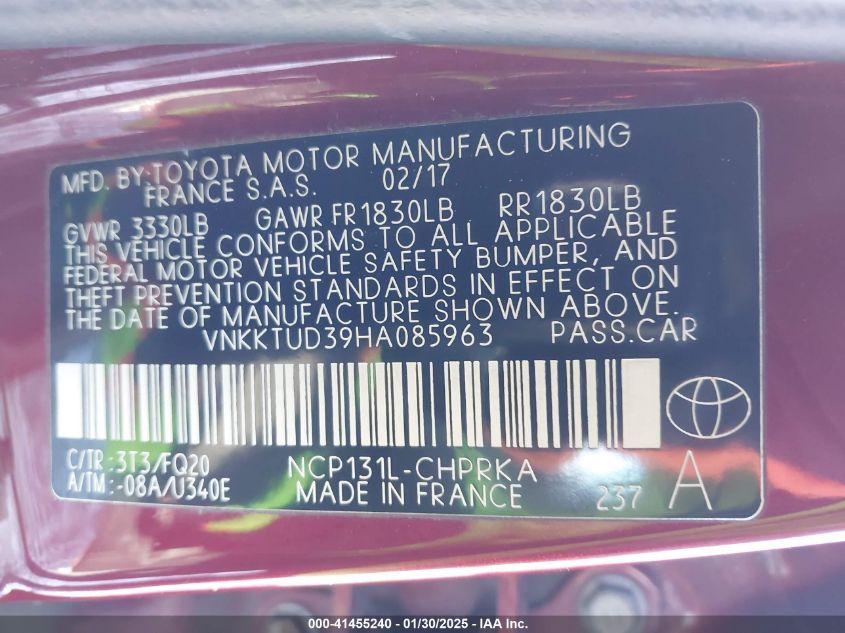 MFD. BY:TOYOTA MOTOR MANUFACTURING
FRANCE S.A.S. 02/17
GVWR 3330LB GAWR FR1830LB RR1830LB
THIS VEHICLE CONFORMS TO ALL APPLICABLE
FEDERAL MOTOR VEHICLE SAFETY BUMPER, AND
THEFT PREVENTION STANDARDS IN EFFECT ON
THE DATE OF MANUFACTURE SHOWN ABOVE.
VNKKTUD39HA085963 PASS.CAR
C/TR:3T3/FQ20 NCP131L-CHPRKA
A/TM:-08A/U340E MADE IN FRANCE 237 A
000-41455240 - 01/30/2025 - IAA Inc.